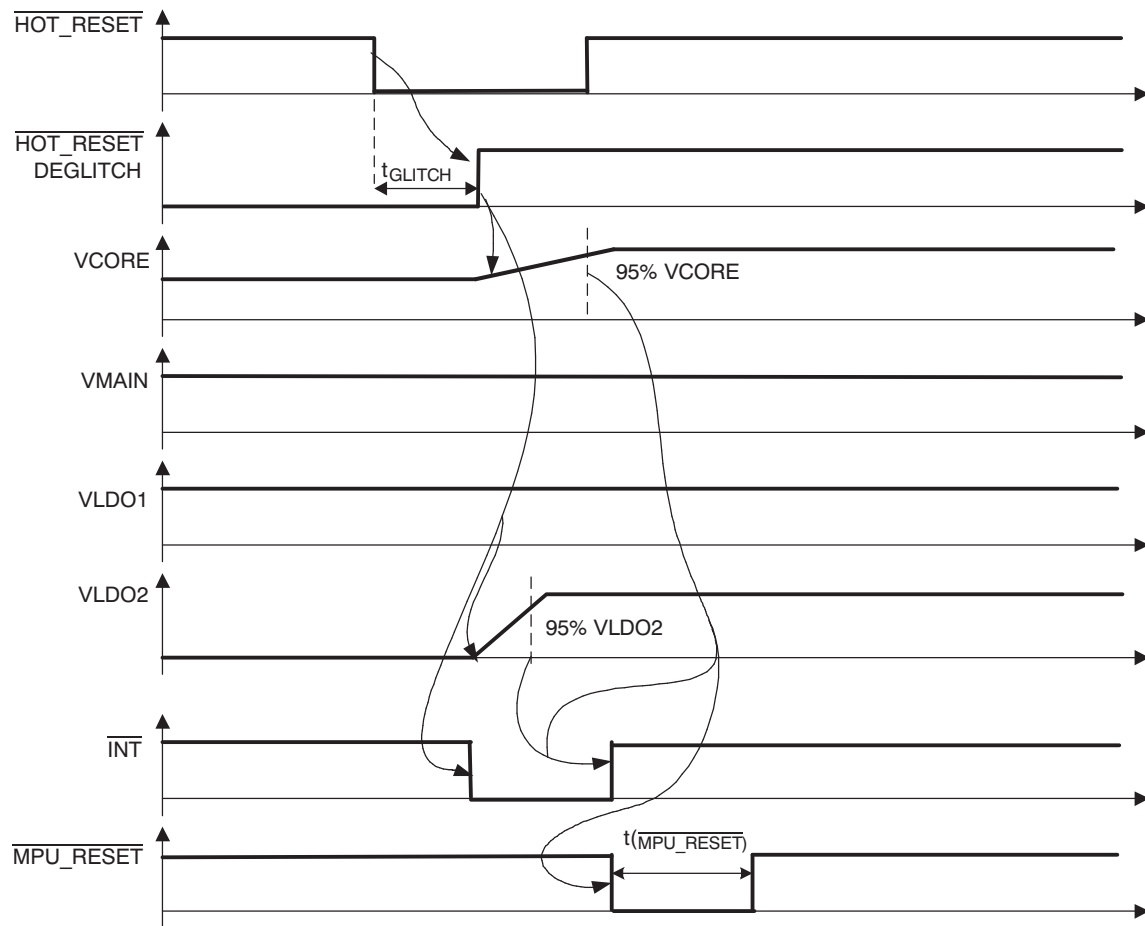 HOT_RESET
HOT_RESET
DEGLITCH
tGLITCH
VCORE
95% VCORE
VMAIN
VLDO1
VLDO2
95% VLDO2
INT
MPU_RESET
t(MPU_RESET)